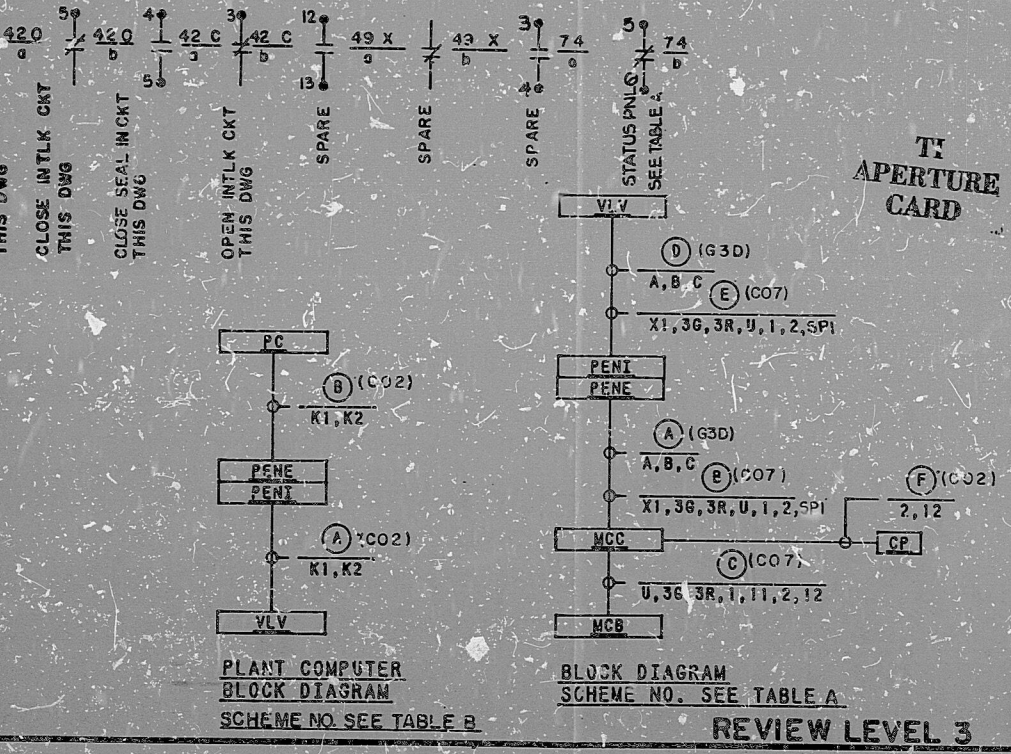 5 4 3 12 3 5
42O 42O 42 C 42 C 49 X 49 X 74 74
a b a b a b a b
5 13 4 6
THIS DWG
CLOSE INTLK CKT
THIS DWG
CLOSE SEAL IN CKT
THIS DWG
OPEN INTLK CKT
THIS DWG
SPARE
SPARE
SPARE
STATUS PNL
SEE TABLE A
APERTURE
CARD
VLV
D (G3D)
A, B, C
E (C07)
X1, 3G, 3R, U, 1, 2, SP1
PENI
PENE
A (G3D)
A, B, C
B (C07)
X1, 3G, 3R, U, 1, 2, SP1
F (C02)
2, 12
MCC
CP
C (C07)
U, 3G 3R, 1, 11, 2, 12
MCB
BLOCK DIAGRAM
SCHEME NO. SEE TABLE A
PC
B (C02)
K1, K2
PENE
PENI
A (C02)
K1, K2
VLV
PLANT COMPUTER
BLOCK DIAGRAM
SCHEME NO. SEE TABLE B
REVIEW LEVEL 3